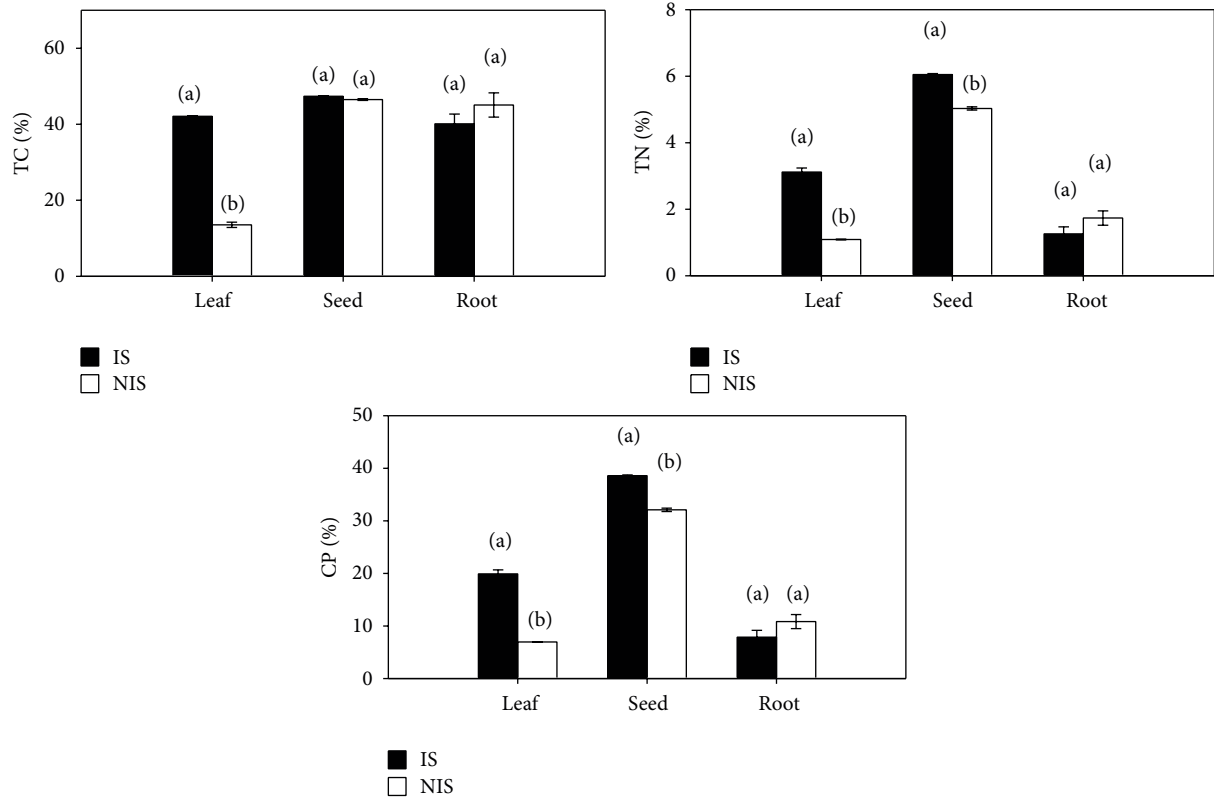 TC (%)
60
40
20
0
(a)
(b)
(a)
(a)
(a)
(a)
Leaf Seed Root
IS
NIS
TN (%)
8
6
4
2
0
(a)
(b)
(a)
(b)
(a)
(a)
Leaf Seed Root
IS
NIS
CP (%)
50
40
30
20
10
0
(a)
(b)
(a)
(b)
(a)
(a)
Leaf Seed Root
IS
NIS